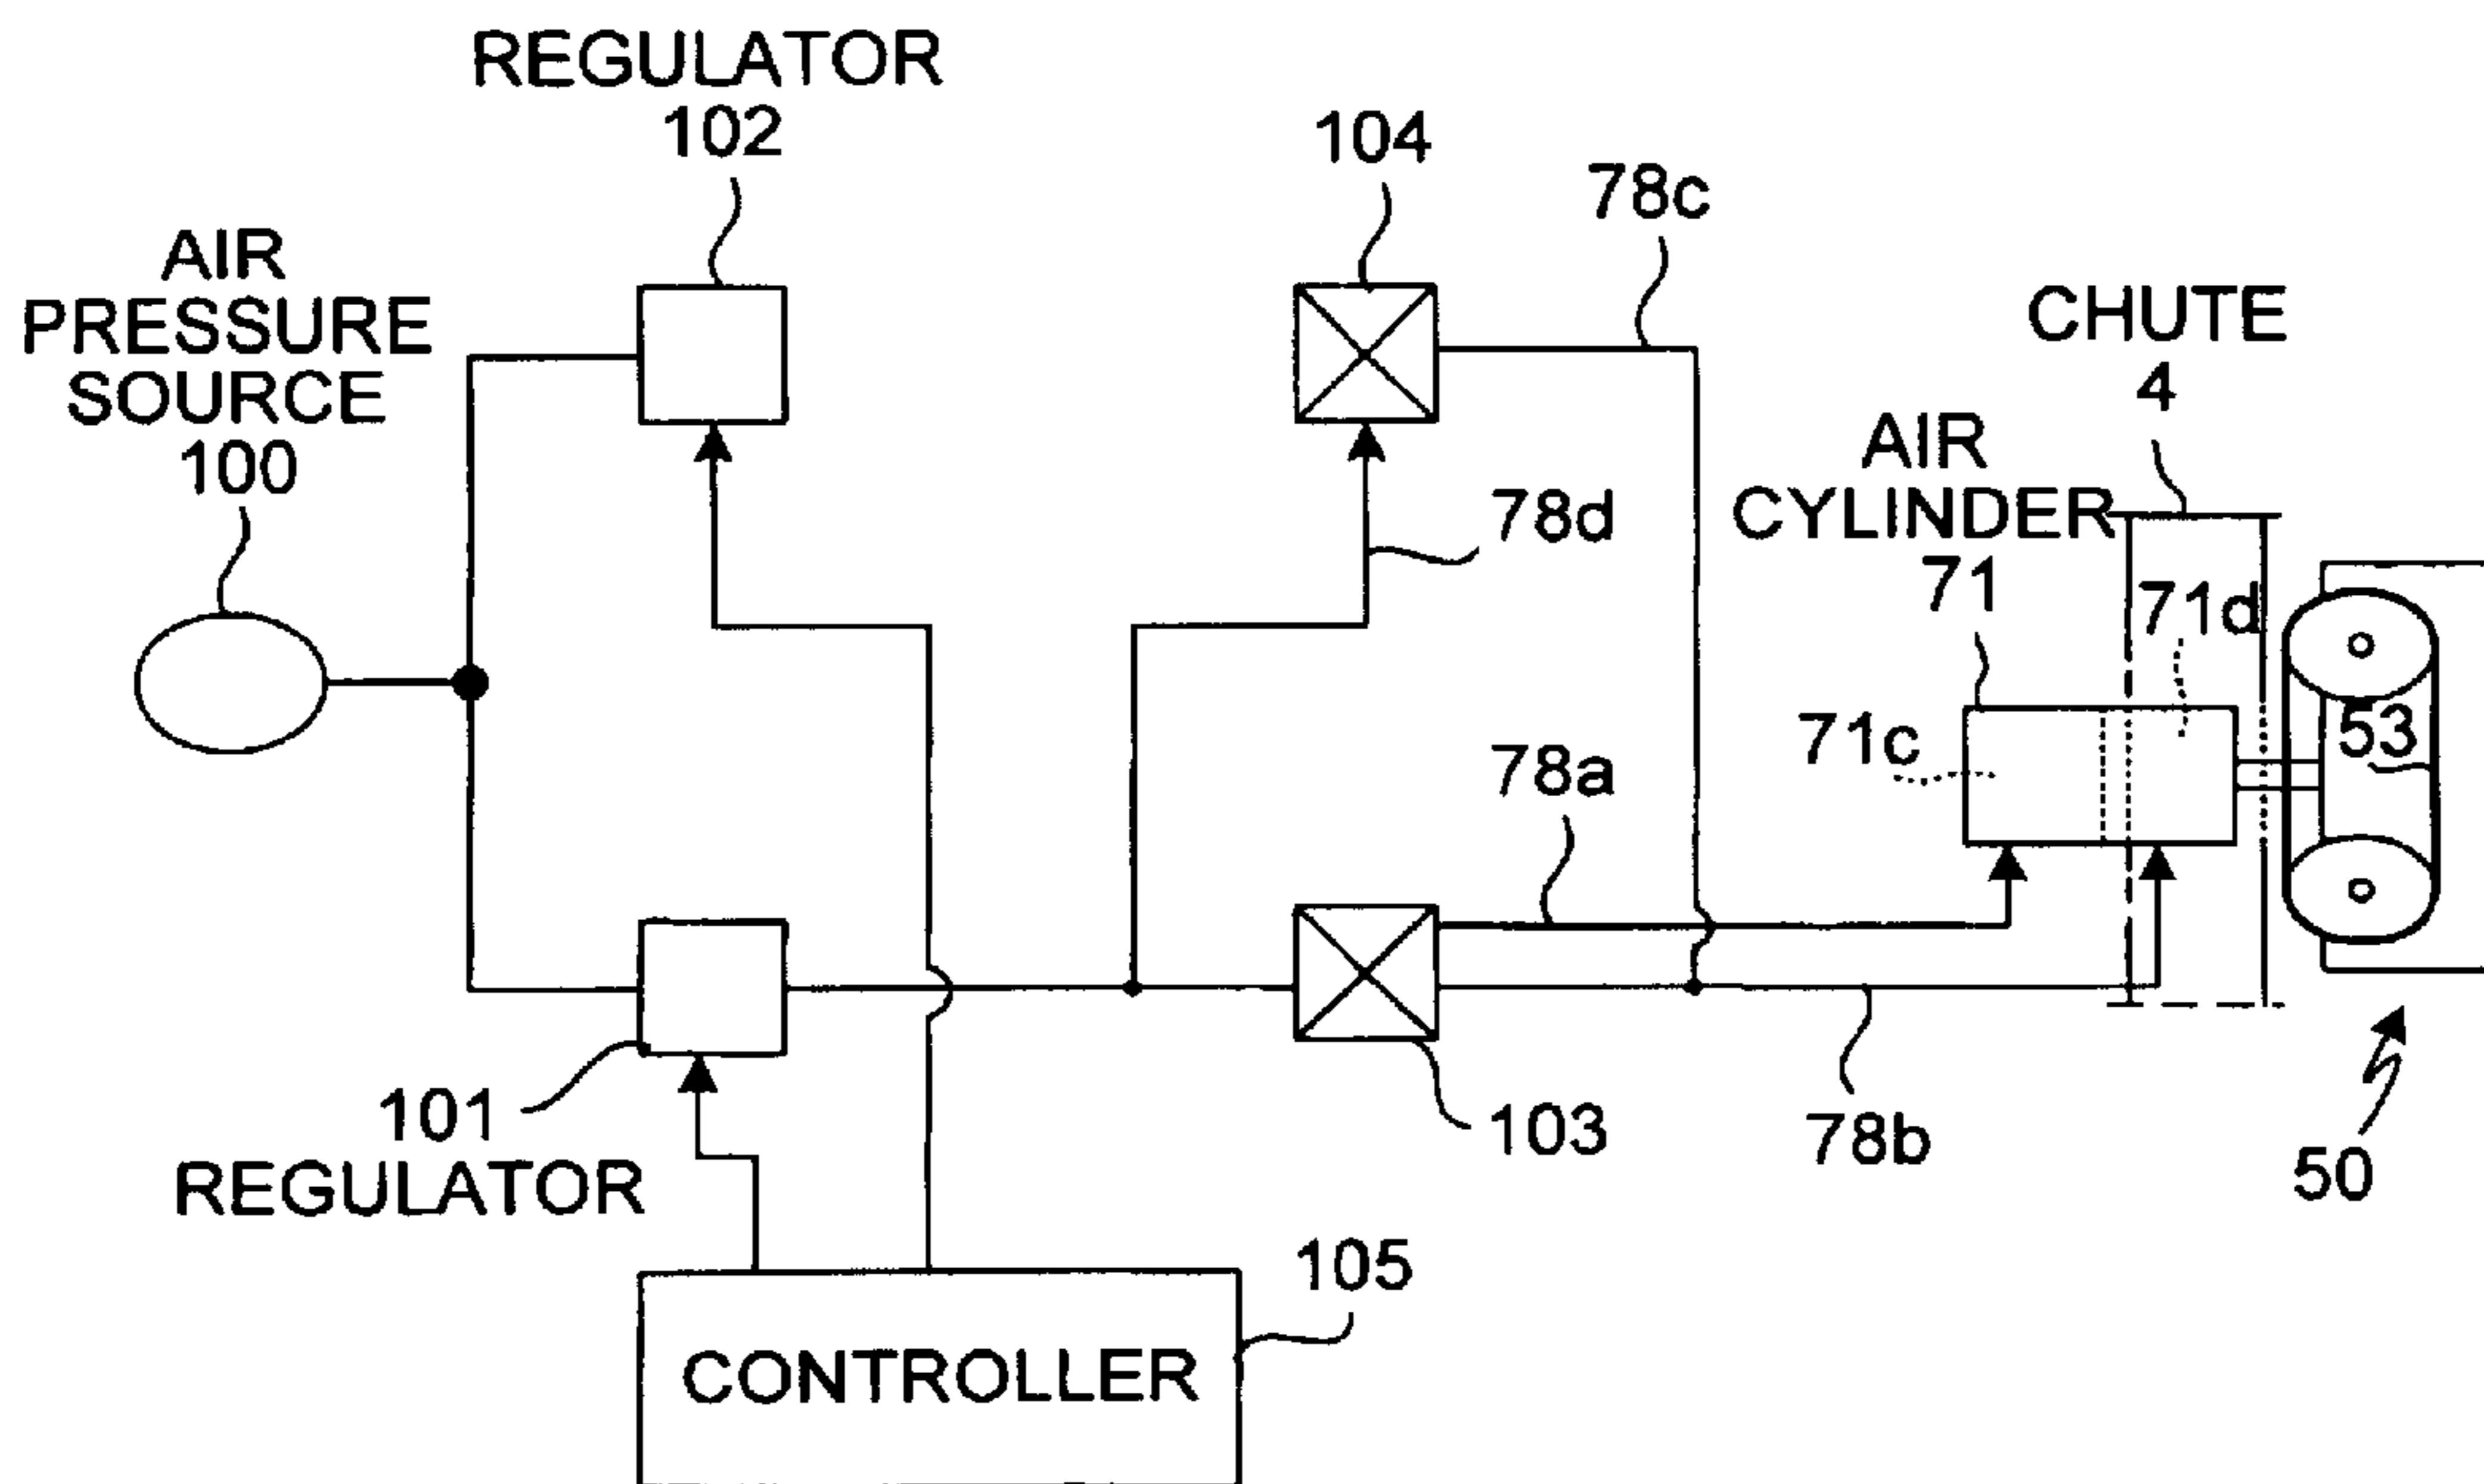 REGULATOR
102
104
78c
AIR
PRESSURE
SOURCE
100
CHUTE
4
AIR
CYLINDER
71
78d
71d
53
71c
78a
101
REGULATOR
103
78b
50
105
CONTROLLER